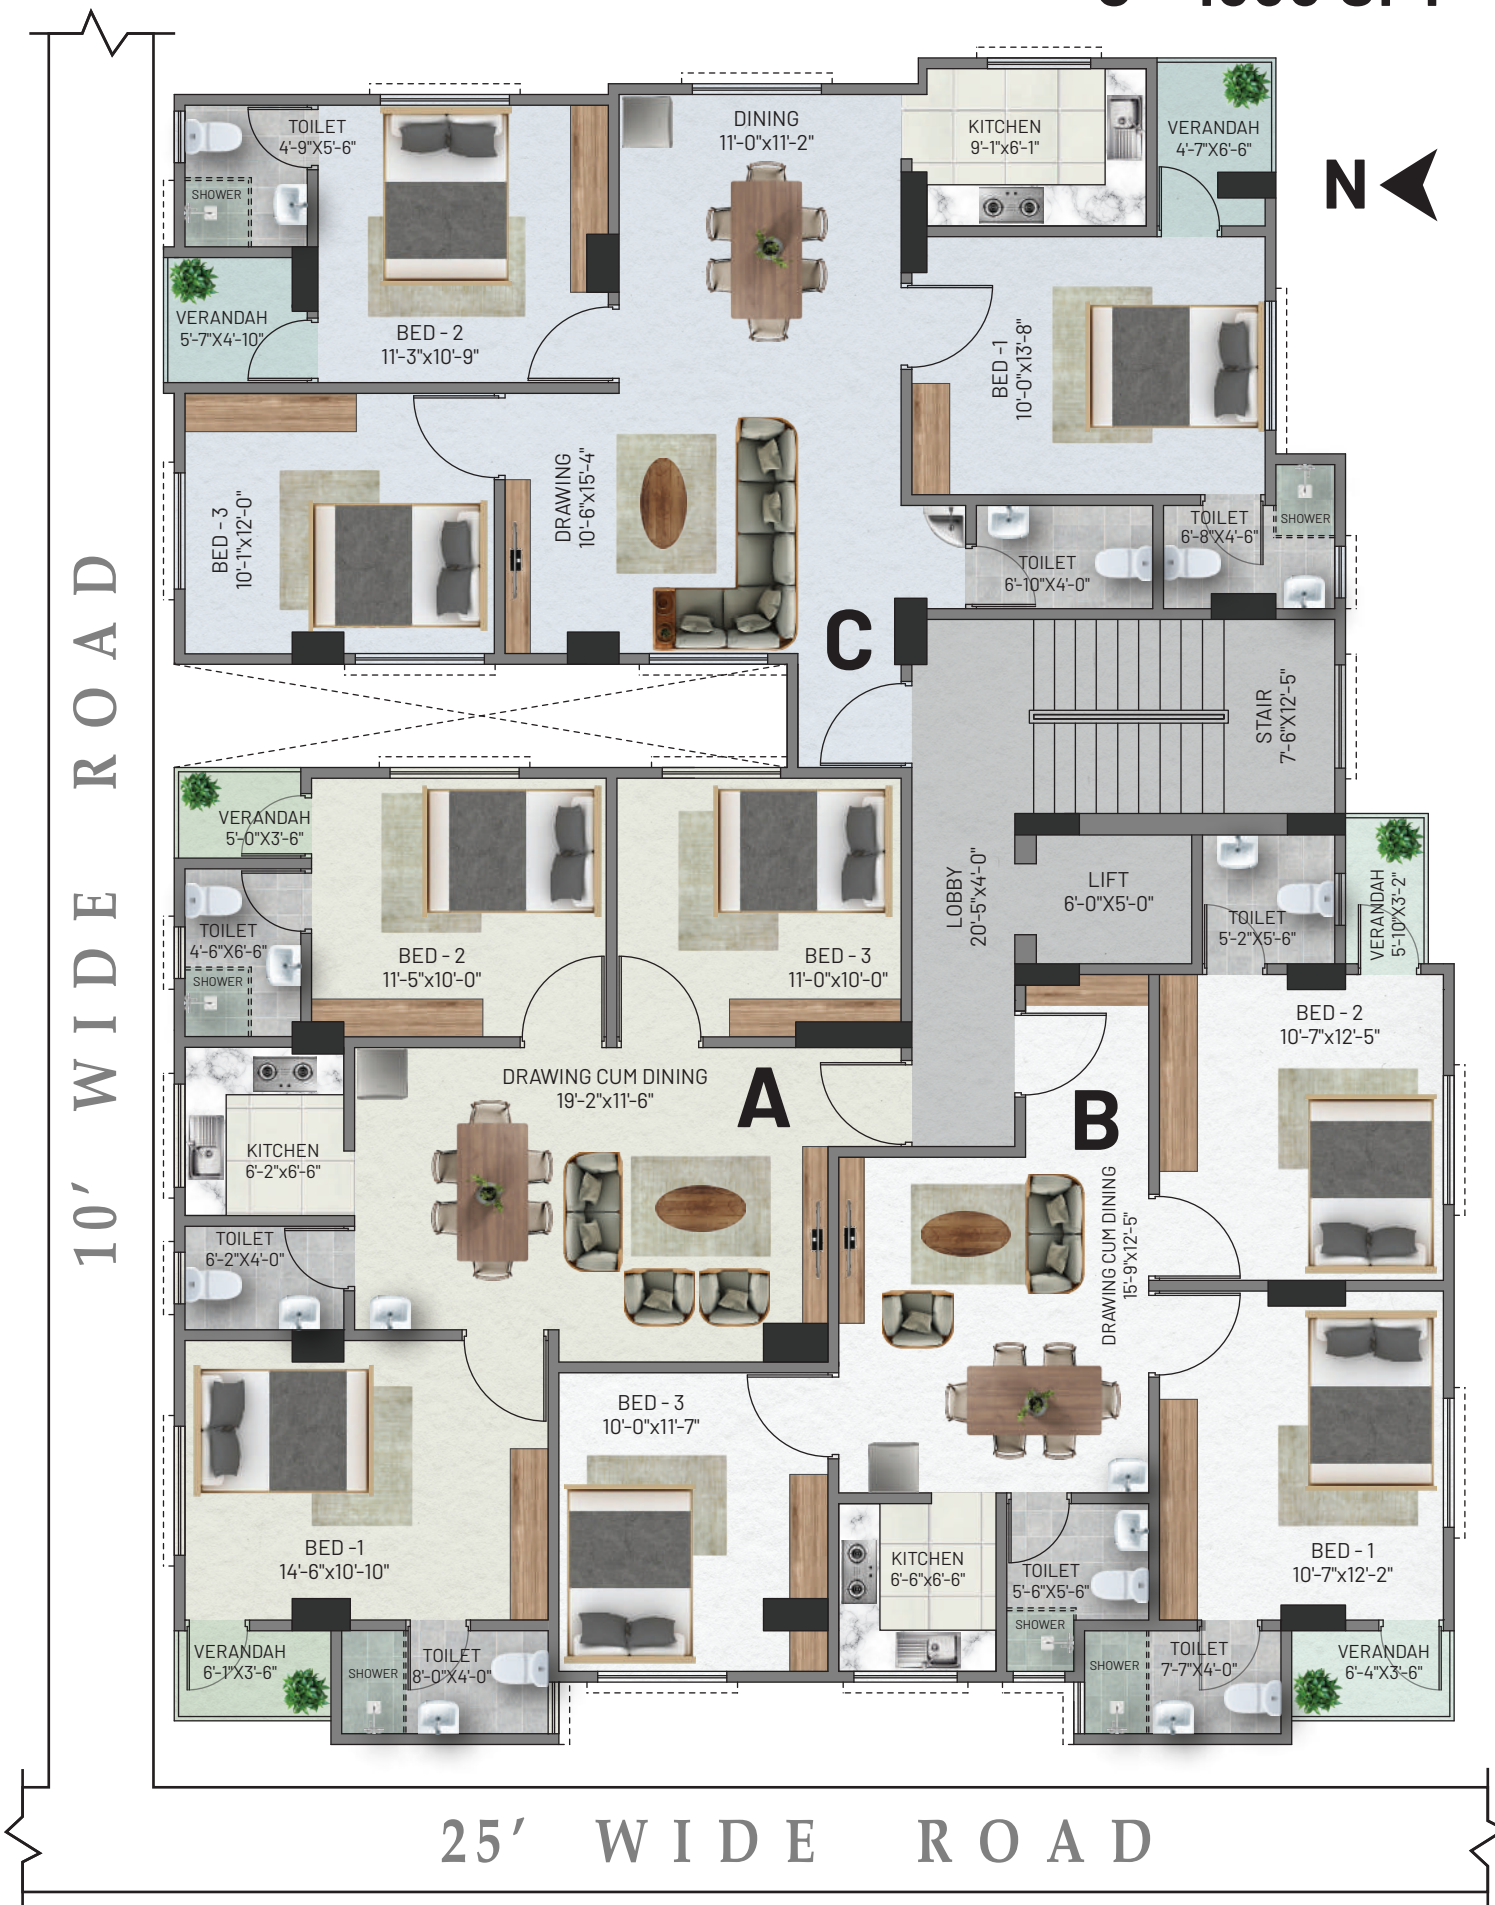 TOILET
4'-9"X5'-6"
SHOWER
DINING
11'-0"x11'-2"
KITCHEN
9'-1"x6'-1"
VERANDAH
4'-7"X6'-6"
N
VERANDAH
5'-7"X4'-10"
BED - 2
11'-3"x10'-9"
BED -1
10'-0"x13'-8"
BED - 3
10'-1"x12'-0"
DRAWING
10'-6"x15'-4"
TOILET
6'-10"X4'-0"
TOILET
6'-8"X4'-6"
SHOWER
C
STAIR
7'-6"X12'-5"
VERANDAH
5'-0"X3'-6"
TOILET
4'-6"X6'-6"
SHOWER
BED - 2
11'-5"x10'-0"
BED - 3
11'-0"x10'-0"
LOBBY
20'-5"x4'-0"
LIFT
6'-0"X5'-0"
TOILET
5'-2"X5'-6"
VERANDAH
5'-10"X3'-2"
BED - 2
10'-7"x12'-5"
DRAWING CUM DINING
19'-2"x11'-6"
A
B
KITCHEN
6'-2"x6'-6"
TOILET
6'-2"X4'-0"
DRAWING CUM DINING
15'-9"x12'-5"
BED - 3
10'-0"x11'-7"
BED -1
14'-6"x10'-10"
KITCHEN
6'-6"x6'-6"
TOILET
5'-6"X5'-6"
SHOWER
BED - 1
10'-7"x12'-2"
VERANDAH
6'-1"X3'-6"
SHOWER
TOILET
8'-0"X4'-0"
SHOWER
TOILET
7'-7"X4'-0"
VERANDAH
6'-4"X3'-6"
10' WIDE ROAD
25' WIDE ROAD